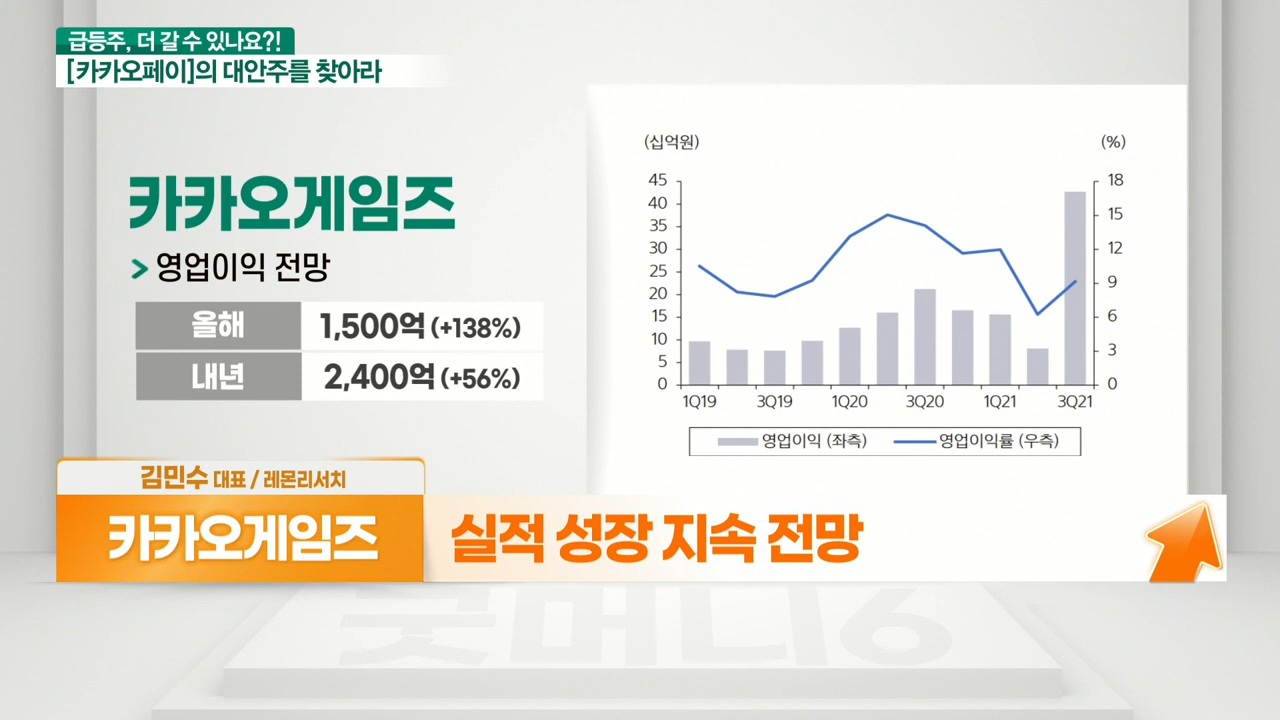 급등주, 더 갈 수 있나요?!
[카카오페이]의 대안주를 찾아라
카카오게임즈
영업이익 전망
올해 1,500억 (+138%)
내년 2,400억 (+56%)
(십억원) (%)
45 18
40
35 15
30 12
25
20 9
15 6
10
5 3
0 0
1Q19 3Q19 1Q20 3Q20 1Q21 3Q21
영업이익 (좌측) 영업이익률 (우측)
김민수 대표 / 레몬리서치
카카오게임즈 실적 성장 지속 전망
굿머니6